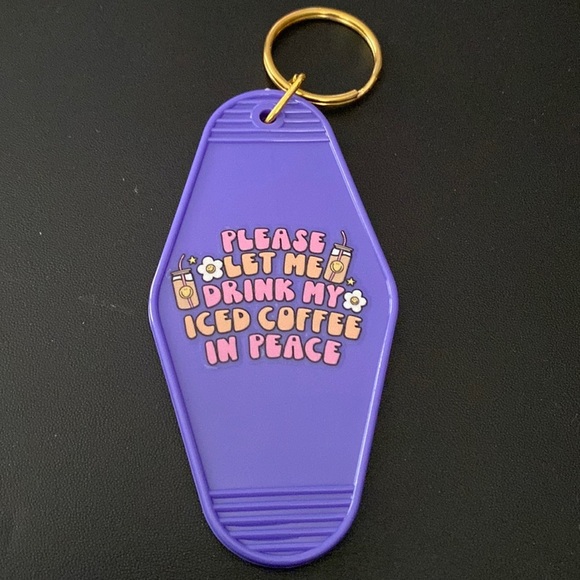 PLEASE
LET ME
DRINK MY
ICED COFFEE
IN PEACE